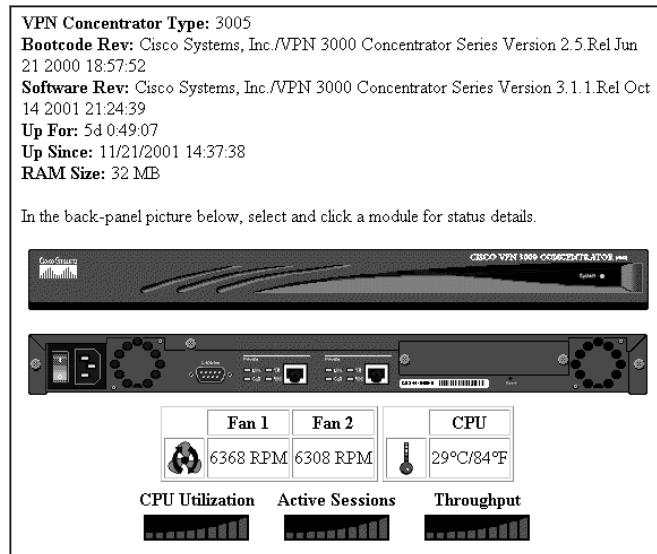 VPN Concentrator Type: 3005
Bootcode Rev: Cisco Systems, Inc./VPN 3000 Concentrator Series Version 2.5.Rel Jun
21 2000 18:57:52
Software Rev: Cisco Systems, Inc./VPN 3000 Concentrator Series Version 3.1.1.Rel Oct
14 2001 21:24:39
Up For: 5d 0:49:07
Up Since: 11/21/2001 14:37:38
RAM Size: 32 MB
In the back-panel picture below, select and click a module for status details.
Cisco Systems
CISCO VPN 3000 CONCENTRATOR
System
Private
Fan 1 Fan 2 CPU
6368 RPM 6308 RPM 29°C/84°F
CPU Utilization Active Sessions Throughput